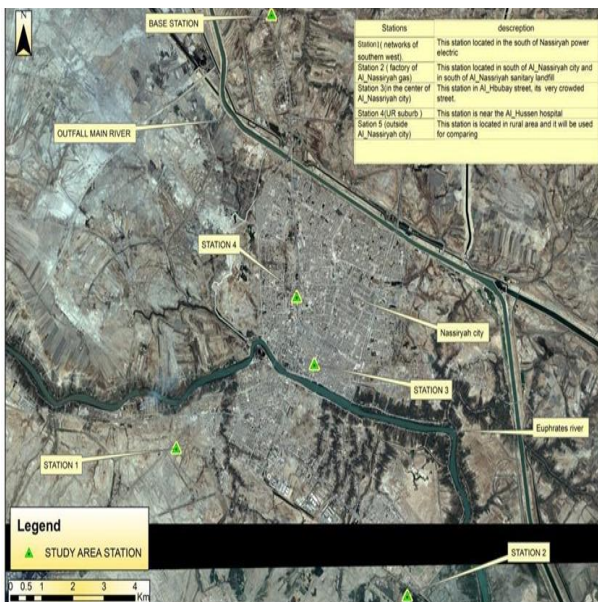 N
BASE STATION
Stations descreption
Station1( networks of southern west). This station located in the south of Nassiryah power electric
Station 2 ( factory of Al_Nassiryah gas) This station located in south of Al_Nassiryah city and in south of Al_Nassriyah sanitary landfill
Station 3(in the center of Al_Nassriyah city) This station in Al_Hbubay street, its very crowded street.
Station 4(UR suburb ) This station is near the Al_Hussen hospital
Sation 5 (outside Al_Nassriyah city) This station is located in rural area and it will be used for comparing
OUTFALL MAIN RIVER
STATION 4
Nassiryah city
STATION 3
Euphrates river
STATION 1
STATION 2
Legend
STUDY AREA STATION
0 0.5 1 2 3 4
Km